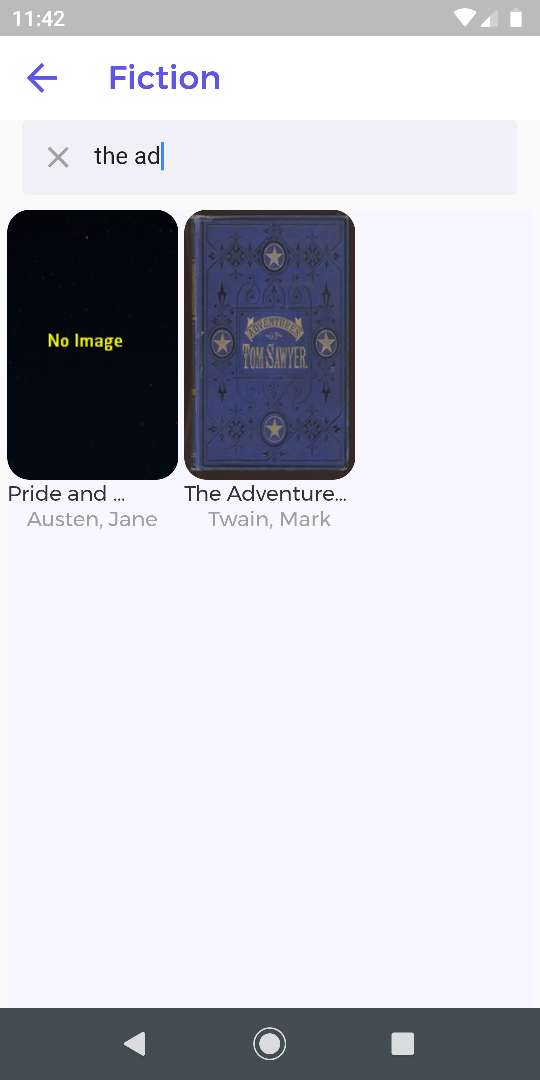 11:42
Fiction
the ad
No Image
ADVENTURES
OF
TOM SAWYER.
Pride and ...
The Adventure...
Austen, Jane
Twain, Mark